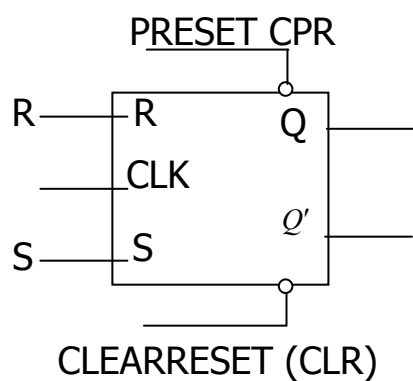 PRESET CPR
R R Q
CLK
Q'
S S
CLEARRESET (CLR)